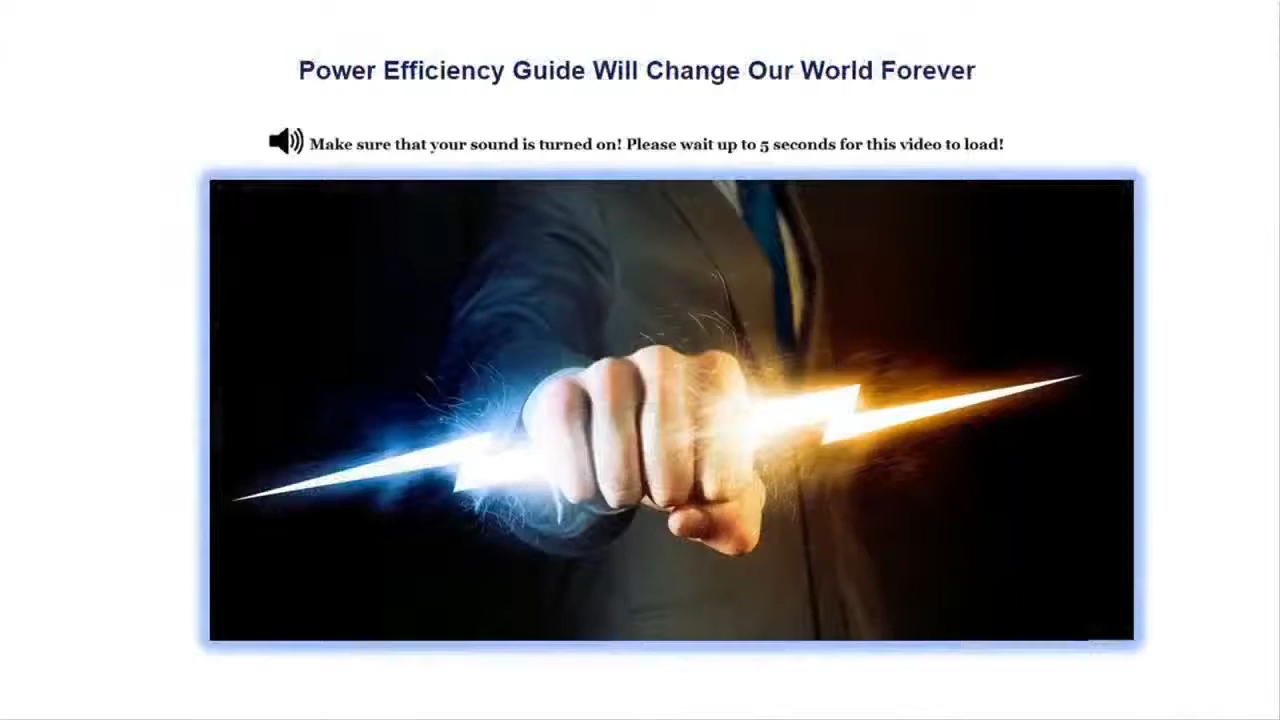 Power Efficiency Guide Will Change Our World Forever
Make sure that your sound is turned on! Please wait up to 5 seconds for this video to load!